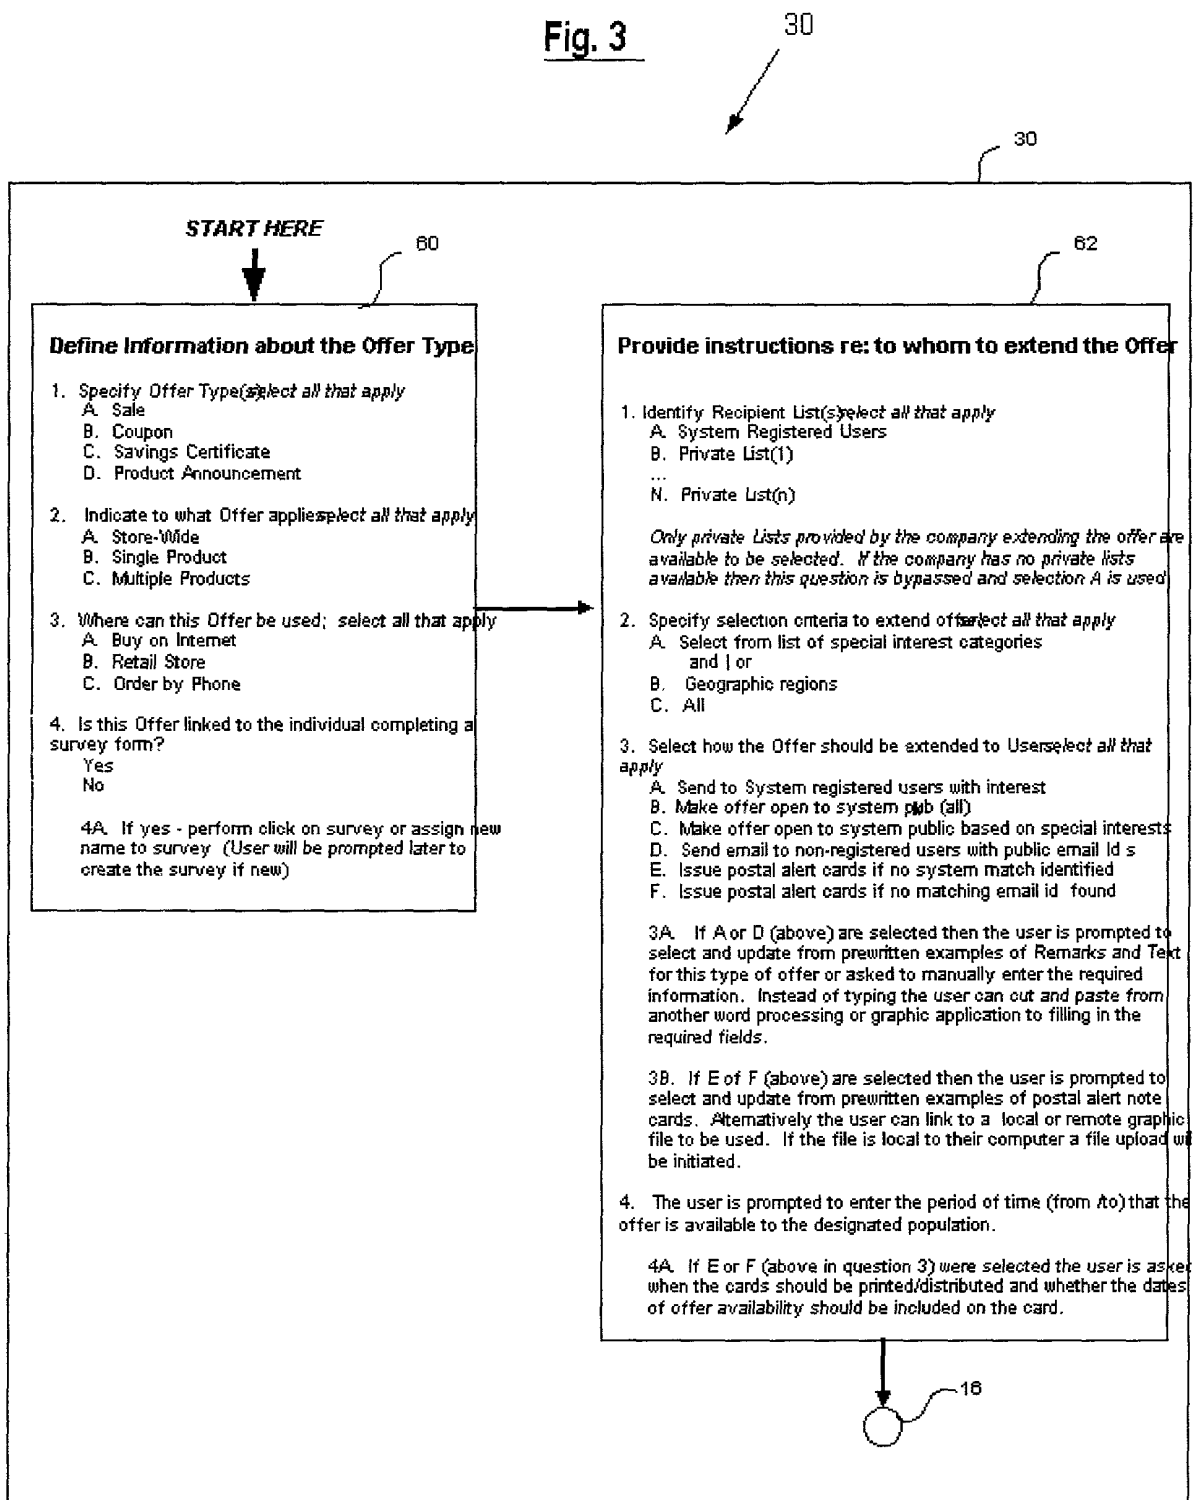 Fig. 3
30
30
START HERE
60
Define Information about the Offer Type
1. Specify Offer Type(s)select all that apply
A. Sale
B. Coupon
C. Savings Certificate
D. Product Announcement
2. Indicate to what Offer appliesselect all that apply
A. Store-Wide
B. Single Product
C. Multiple Products
3. Where can this Offer be used; select all that apply
A. Buy on Internet
B. Retail Store
C. Order by Phone
4. Is this Offer linked to the individual completing a
survey form?
Yes
No
4A. If yes - perform click on survey or assign new
name to survey (User will be prompted later to
create the survey if new)
62
Provide instructions re: to whom to extend the Offer
1. Identify Recipient List(s)select all that apply
A. System Registered Users
B. Private List(1)
...
N. Private List(n)
Only private Lists provided by the company extending the offer are
available to be selected. If the company has no private lists
available then this question is bypassed and selection A is used
2. Specify selection criteria to extend offerselect all that apply
A. Select from list of special interest categories
and | or
B. Geographic regions
C. All
3. Select how the Offer should be extended to Userselect all that
apply
A. Send to System registered users with interest
B. Make offer open to system pub (all)
C. Make offer open to system public based on special interests
D. Send email to non-registered users with public email Id s
E. Issue postal alert cards if no system match identified
F. Issue postal alert cards if no matching email id found
3A. If A or D (above) are selected then the user is prompted to
select and update from prewritten examples of Remarks and Text
for this type of offer or asked to manually enter the required
information. Instead of typing the user can cut and paste from
another word processing or graphic application to filling in the
required fields.
3B. If E of F (above) are selected then the user is prompted to
select and update from prewritten examples of postal alert note
cards. Alternatively the user can link to a local or remote graphic
file to be used. If the file is local to their computer a file upload wil
be initiated.
4. The user is prompted to enter the period of time (from /to) that the
offer is available to the designated population.
4A. If E or F (above in question 3) were selected the user is asked
when the cards should be printed/distributed and whether the dates
of offer availability should be included on the card.
16